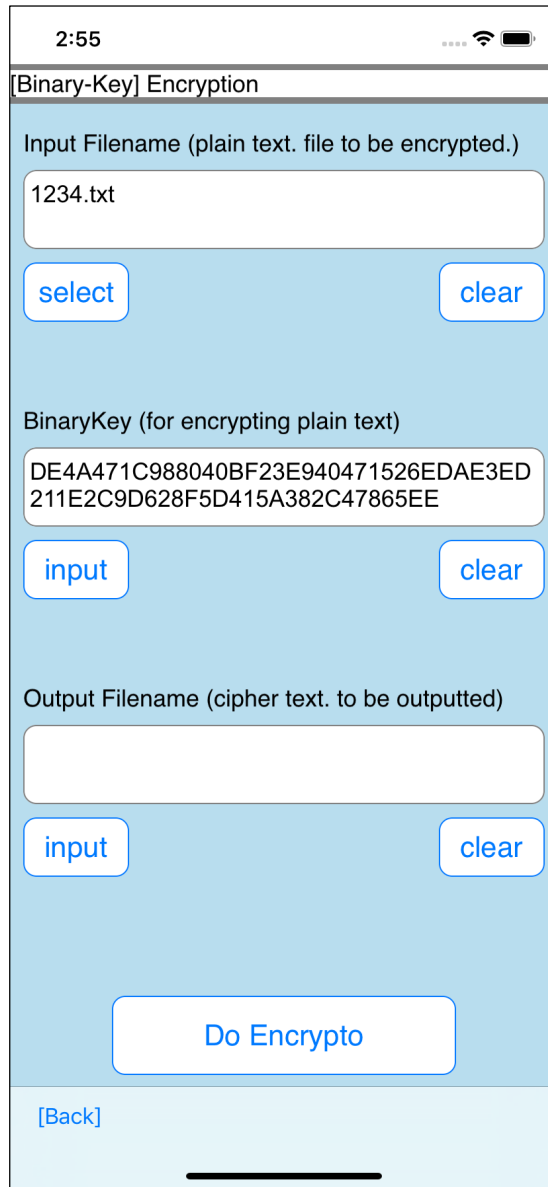 2:55
[Binary-Key] Encryption
Input Filename (plain text. file to be encrypted.)
1234.txt
select
clear
BinaryKey (for encrypting plain text)
DE4A471C988040BF23E940471526EDAE3ED
211E2C9D628F5D415A382C47865EE
input
clear
Output Filename (cipher text. to be outputted)
input
clear
Do Encrypto
[Back]